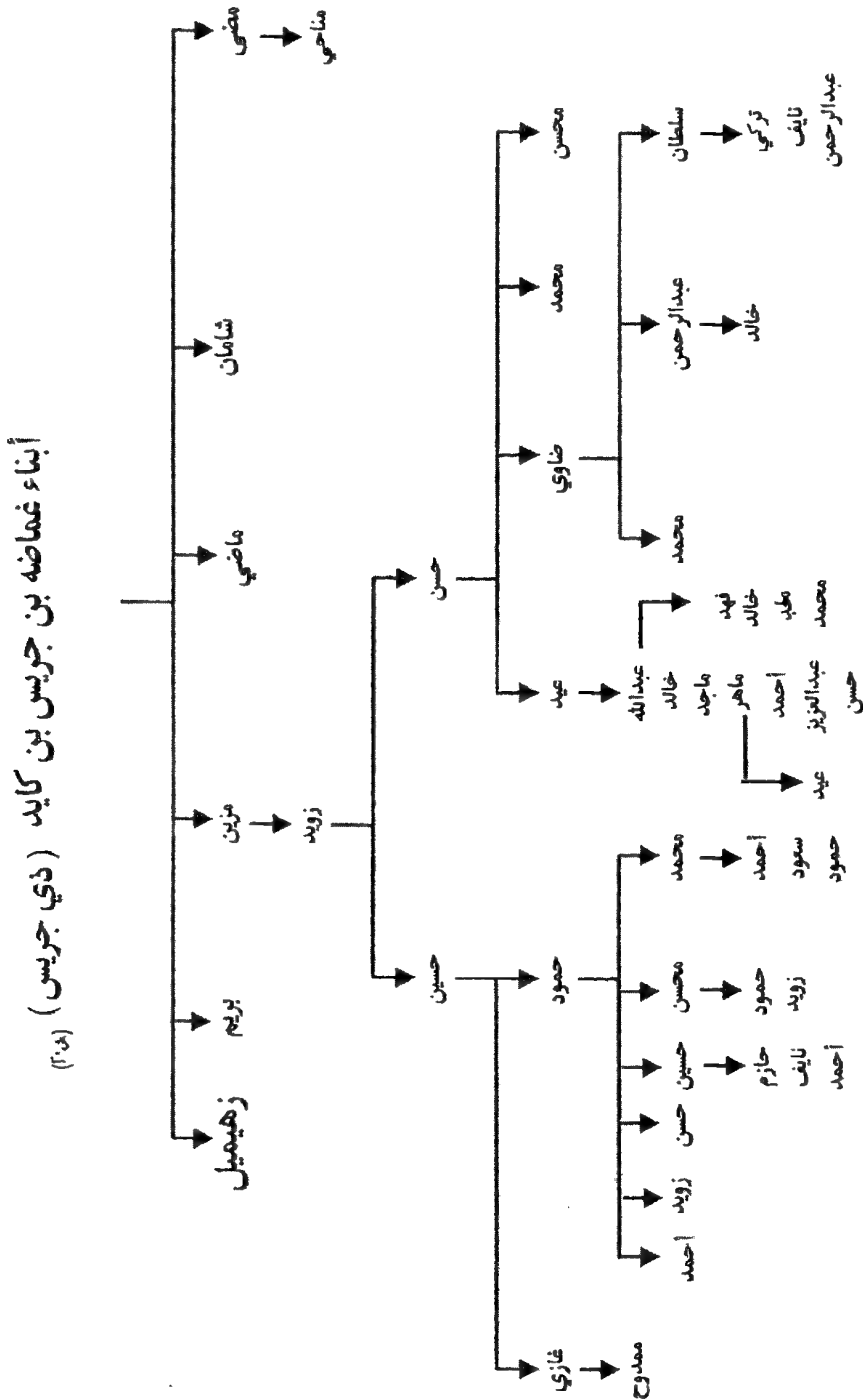 أبناء غماضه بن جريس بن كايد (ذي جريس)
مضى
شامان
ماضي
مزين
بريم
زهيميل
مناحي
زويد
حسن
حسين
محسن
محمد
ضاوي
عيد
حمود
غازي
سلطان
عبدالرحمن
محمد
عبدالله
خالد
ماجد
ماهر
احمد
عبدالعزيز
حسن
محمد
محسن
حسين
حسن
زويد
أحمد
ممدوح
تركي
نايف
عبدالرحمن
خالد
فهد
خالد
محمد
عيد
أحمد
سعود
حمود
حمود
زويد
حازم
نايف
أحمد